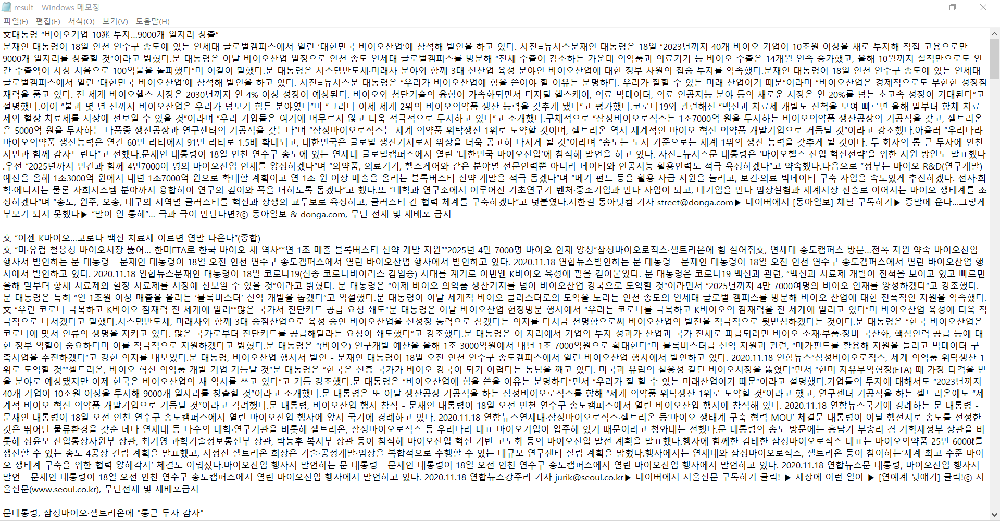 result - Windows 메모장
파일(F) 편집(E) 서식(O) 보기(V) 도움말(H)
文대통령 “바이오기업 10兆 투자…9000개 일자리 창출”
문재인 대통령이 18일 인천 연수구 송도에 있는 연세대 글로벌캠퍼스에서 열린 ‘대한민국 바이오산업’에 참석해 발언을 하고 있다. 사진=뉴시스문재인 대통령은 18일 “2023년까지 40개 바이오 기업이 10조원 이상을 새로 투자해 직접 고용으로만
9000개 일자리를 창출할 것”이라고 밝혔다.문 대통령은 이날 바이오산업 일정으로 인천 송도 연세대 글로벌캠퍼스를 방문해 “전체 수출이 감소하는 가운데 의약품과 의료기기 등 바이오 수출은 14개월 연속 증가했고, 올해 10월까지 실적만으로도 연
간 수출액이 사상 처음으로 100억불을 돌파했다”며 이같이 말했다.문 대통령은 시스템반도체·미래차 분야와 함께 3대 신산업 육성 분야인 바이오산업에 대한 정부 차원의 집중 투자를 약속했다.문재인 대통령이 18일 인천 연수구 송도에 있는 연세대
글로벌캠퍼스에서 열린 ‘대한민국 바이오산업’에 참석해 발언을 하고 있다. 사진=뉴시스문 대통령은 “우리가 바이오산업에 힘을 쏟아야 할 이유는 분명하다. 우리가 잘할 수 있는 미래 산업이기 때문”이라며 “바이오산업은 경제적으로도 무한한 성장잠
재력을 품고 있다. 전 세계 바이오헬스 시장은 2030년까지 연 4% 이상 성장이 예상된다. 바이오와 첨단기술의 융합이 가속화되면서 디지털 헬스케어, 의료 빅데이터, 의료 인공지능 분야 등의 새로운 시장은 연 20%를 넘는 초고속 성장이 기대된다”고
설명했다.이어 “불과 몇 년 전까지 바이오산업은 우리가 넘보기 힘든 분야였다”며 “그러나 이제 세계 2위의 바이오의약품 생산 능력을 갖추게 됐다”고 평가했다.코로나19와 관련해선 “백신과 치료제 개발도 진척을 보여 빠르면 올해 말부터 항체 치료
제와 혈장 치료제를 시장에 선보일 수 있을 것”이라며 “우리 기업들은 여기에 머무르지 않고 더욱 적극적으로 투자하고 있다”고 소개했다.구체적으로 “삼성바이오로직스는 1조7000억 원을 투자하는 바이오의약품 생산공장의 기공식을 갖고, 셀트리온
은 5000억 원을 투자하는 다품종 생산공장과 연구센터의 기공식을 갖는다”며 “삼성바이오로직스는 세계 의약품 위탁생산 1위로 도약할 것이며, 셀트리온 역시 세계적인 바이오 혁신 의약품 개발기업으로 거듭날 것”이라고 강조했다.아울러 “우리나라
바이오의약품 생산능력은 연간 60만 리터에서 91만 리터로 1.5배 확대되고, 대한민국은 글로벌 생산기지로서 위상을 더욱 공고히 다지게 될 것”이라며 “송도는 도시 기준으로는 세계 1위의 생산 능력을 갖추게 될 것이다. 두 회사의 통 큰 투자에 인천
시민과 함께 감사드린다”고 전했다.문재인 대통령이 18일 인천 연수구 송도에 있는 연세대 글로벌캠퍼스에서 열린 ‘대한민국 바이오산업’에 참석해 발언을 하고 있다. 사진=뉴시스문 대통령은 ‘바이오헬스 산업 혁신전략’을 위한 지원 방안도 발표했다
.우선 “2025년까지 민간과 함께 4만7000여 명의 바이오산업 인재를 양성하겠다”며 “의약품, 의료기기, 헬스케어와 같은 분야별 전문인력뿐 아니라 데이터와 인공지능 활용인력도 적극 육성하겠다”고 약속했다.다음으로 “정부는 바이오 R&D(연구개발)
예산을 올해 1조3000억 원에서 내년 1조7000억 원으로 확대할 계획이고 연 1조 원 이상 매출을 올리는 블록버스터 신약 개발을 적극 돕겠다”며 “메가 펀드 등을 활용 자금 지원을 늘리고, 보건·의료 빅데이터 구축 사업을 속도있게 추진하겠다. 전자·화
학·에너지는 물론 사회시스템 분야까지 융합하여 연구의 깊이와 폭을 더하도록 돕겠다”고 했다.또 “대학과 연구소에서 이루어진 기초연구가 벤처·중소기업과 만나 사업이 되고, 대기업을 만나 임상실험과 세계시장 진출로 이어지는 바이오 생태계를 조
성하겠다”며 “송도, 원주, 오송, 대구의 지역별 클러스터를 혁신과 상생의 교두보로 육성하고, 클러스터 간 협력 체계를 구축하겠다”고 덧붙였다.서한길 동아닷컴 기자 street@donga.com▶ 네이버에서 [동아일보] 채널 구독하기▶ 증발에 운다…그렇게
부모가 되지 못했다▶ “말이 안 통해”… 극과 극이 만난다면?ⓒ 동아일보 & donga.com, 무단 전재 및 재배포 금지
文 “이젠 K바이오…코로나 백신 치료제 이르면 연말 나온다”(종합)
文 “미·유럽 철옹성 바이오시장 뚫어… 한미FTA로 한국 바이오 새 역사”“연 1조 매출 블록버스터 신약 개발 지원”“2025년 4만 7000명 바이오 인재 양성”삼성바이오로직스·셀트리온에 힘 실어줘文, 연세대 송도캠퍼스 방문…전폭 지원 약속 바이오산업
행사서 발언하는 문 대통령 - 문재인 대통령이 18일 오전 인천 연수구 송도캠퍼스에서 열린 바이오산업 행사에서 발언하고 있다. 2020.11.18 연합뉴스발언하는 문 대통령 - 문재인 대통령이 18일 오전 인천 연수구 송도캠퍼스에서 열린 바이오산업 행
사에서 발언하고 있다. 2020.11.18 연합뉴스문재인 대통령이 18일 코로나19(신종 코로나바이러스 감염증) 사태를 계기로 이번엔 K바이오 육성에 팔을 걷어붙였다. 문 대통령은 코로나19 백신과 관련, “백신과 치료제 개발이 진척을 보이고 있고 빠르면
올해 말부터 항체 치료제와 혈장 치료제를 시장에 선보일 수 있을 것”이라고 밝혔다. 문 대통령은 “이제 바이오 의약품 생산기지를 넘어 바이오산업 강국으로 도약할 것”이라면서 “2025년까지 4만 7000여명의 바이오 인재를 양성하겠다”고 강조했다.
문 대통령은 특히 “연 1조원 이상 매출을 올리는 ‘블록버스터’ 신약 개발을 돕겠다”고 역설했다.문 대통령이 이날 세계적 바이오 클러스터로의 도약을 노리는 인천 송도의 연세대 글로벌 캠퍼스를 방문해 바이오 산업에 대한 전폭적인 지원을 약속했다.
文 “우린 코로나 극복하고 K바이오 잠재력 전 세계에 알려”“많은 국가서 진단키트 공급 요청 쇄도”문 대통령은 이날 바이오산업 현장방문 행사에서 “우리는 코로나를 극복하고 K바이오의 잠재력을 전 세계에 알리고 있다”며 바이오산업 육성에 더욱 적
극적으로 나서겠다고 말했다.시스템반도체, 미래차와 함께 3대 중점산업으로 육성 중인 바이오산업을 신성장 동력으로 삼겠다는 의지를 다시금 천명함으로써 바이오산업의 발전을 적극적으로 뒷받침하겠다는 것이다.문 대통령은 “한국 바이오산업은
코로나에 맞서 인류의 생명을 지키고 있다. 많은 국가로부터 진단키트를 공급해달라는 요청이 쇄도했다”고 강조했다.문 대통령은 이 자리에서 기업의 투자 성과가 산업과 국가 전체로 파급되려면 바이오 소재·부품·장비 국산화, 핵심인력 공급 등에 대
한 정부 역할이 중요하다며 이를 적극적으로 지원하겠다고 밝혔다.문 대통령은 “(바이오) 연구개발 예산을 올해 1조 3000억원에서 내년 1조 7000억원으로 확대한다”며 블록버스터급 신약 지원과 관련, “메가펀드를 활용해 지원을 늘리고 빅데이터 구
축사업을 추진하겠다”고 강한 의지를 내보였다.문 대통령, 바이오산업 행사서 발언 - 문재인 대통령이 18일 오전 인천 연수구 송도캠퍼스에서 열린 바이오산업 행사에서 발언하고 있다. 2020.11.18 연합뉴스“삼성바이오로직스, 세계 의약품 위탁생산 1
위로 도약할 것”“셀트리온, 바이오 혁신 의약품 개발 기업 거듭날 것”문 대통령은 “한국은 신흥 국가가 바이오 강국이 되기 어렵다는 통념을 깨고 있다. 미국과 유럽의 철옹성 같던 바이오시장을 뚫었다”면서 “한미 자유무역협정(FTA) 때 가장 타격을 받
을 분야로 예상됐지만 이제 한국은 바이오산업의 새 역사를 쓰고 있다”고 거듭 강조했다.문 대통령은 “바이오산업에 힘을 쏟을 이유는 분명하다”면서 “우리가 잘 할 수 있는 미래산업이기 때문”이라고 설명했다.기업들의 투자에 대해서도 “2023년까지
40개 기업이 10조원 이상을 투자해 9000개 일자리를 창출할 것”이라고 소개했다.문 대통령은 또 이날 생산공장 기공식을 하는 삼성바이오로직스를 향해 “세계 의약품 위탁생산 1위로 도약할 것”이라고 했고, 연구센터 기공식을 하는 셀트리온에도 “세
계적 바이오 혁신 의약품 개발기업으로 거듭날 것”이라고 격려했다.문 대통령, 바이오산업 행사 참석 - 문재인 대통령이 18일 오전 인천 연수구 송도캠퍼스에서 열린 바이오산업 행사에 참석해 있다. 2020.11.18 연합뉴스국기에 경례하는 문 대통령 -
문재인 대통령이 18일 오전 인천 연수구 송도캠퍼스에서 열린 바이오산업 행사에 앞서 국기에 경례하고 있다. 2020.11.18 연합뉴스연세대·삼성바이오로직스·셀트리온 등‘바이오 생태계 구축 협력 MOU’ 체결문 대통령이 이날 행선지로 송도를 선정한
것은 뛰어난 물류환경을 갖춘 데다 연세대 등 다수의 대학·연구기관을 비롯해 셀트리온, 삼성바이오로직스 등 우리나라 대표 바이오기업이 입주해 있기 때문이라고 청와대는 전했다.문 대통령의 송도 방문에는 홍남기 부총리 겸 기획재정부 장관을 비
롯해 성윤모 산업통상자원부 장관, 최기영 과학기술정보통신부 장관, 박능후 복지부 장관 등이 참석해 바이오산업 혁신 기반 고도화 등의 바이오산업 발전 계획을 발표했다.행사에 함께한 김태한 삼성바이오로직스 대표는 바이오의약품 25만 6000ℓ를
생산할 수 있는 송도 4공장 건립 계획을 발표했고, 서정진 셀트리온 회장은 기술·공정개발·임상을 복합적으로 수행할 수 있는 대규모 연구센터 설립 계획을 밝혔다.행사에서는 연세대와 삼성바이오로직스, 셀트리온 등이 참여하는‘세계 최고 수준 바이
오 생태계 구축을 위한 협력 양해각서’ 체결도 이뤄졌다.바이오산업 행사서 발언하는 문 대통령 - 문재인 대통령이 18일 오전 인천 연수구 송도캠퍼스에서 열린 바이오산업 행사에서 발언하고 있다. 2020.11.18 연합뉴스문 대통령, 바이오산업 행사서
발언 - 문재인 대통령이 18일 오전 인천 연수구 송도캠퍼스에서 열린 바이오산업 행사에서 발언하고 있다. 2020.11.18 연합뉴스강주리 기자 jurik@seoul.co.kr▶ 네이버에서 서울신문 구독하기 클릭! ▶ 세상에 이런 일이 ▶ [연예계 뒷얘기] 클릭!ⓒ 서
울신문(www.seoul.co.kr), 무단전재 및 재배포금지
문대통령, 삼성바이오·셀트리온에 "통큰 투자 감사"